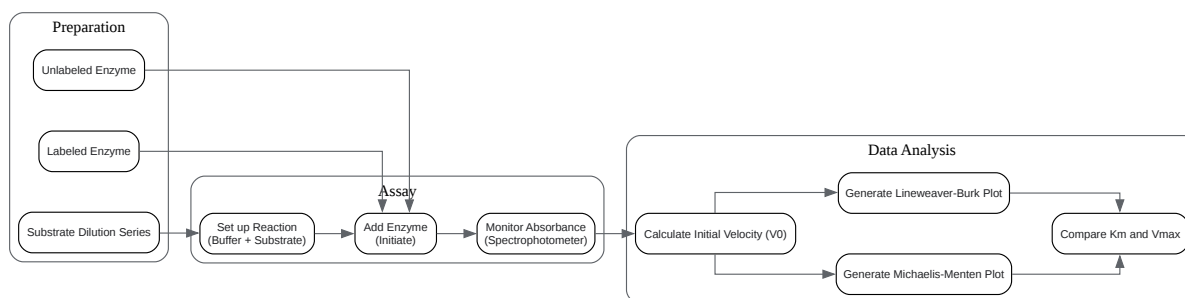 Preparation
Unlabeled Enzyme
Labeled Enzyme
Substrate Dilution Series
Assay
Set up Reaction
(Buffer + Substrate)
Add Enzyme
(Initiate)
Monitor Absorbance
(Spectrophotometer)
Data Analysis
Calculate Initial Velocity (V0)
Generate Lineweaver-Burk Plot
Generate Michaelis-Menten Plot
Compare Km and Vmax